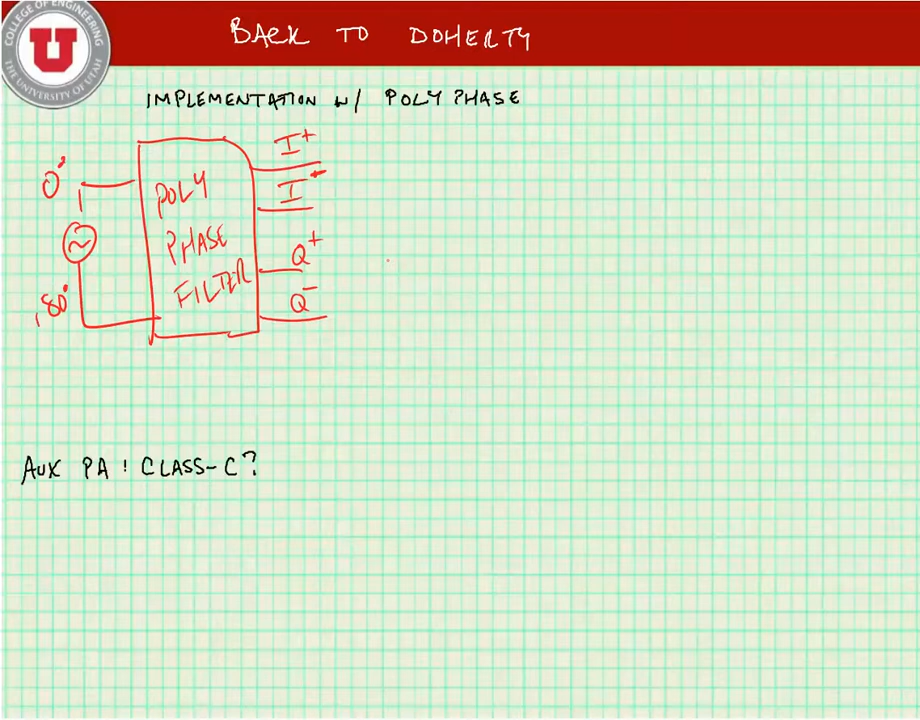 COLLEGE OF ENGINEERING
THE UNIVERSITY OF UTAH
U
BACK TO DOHERTY
IMPLEMENTATION W/ POLY PHASE
0°
180°
POLY
PHASE
FILTER
I+
I-
Q+
Q-
AUX PA : CLASS-C?